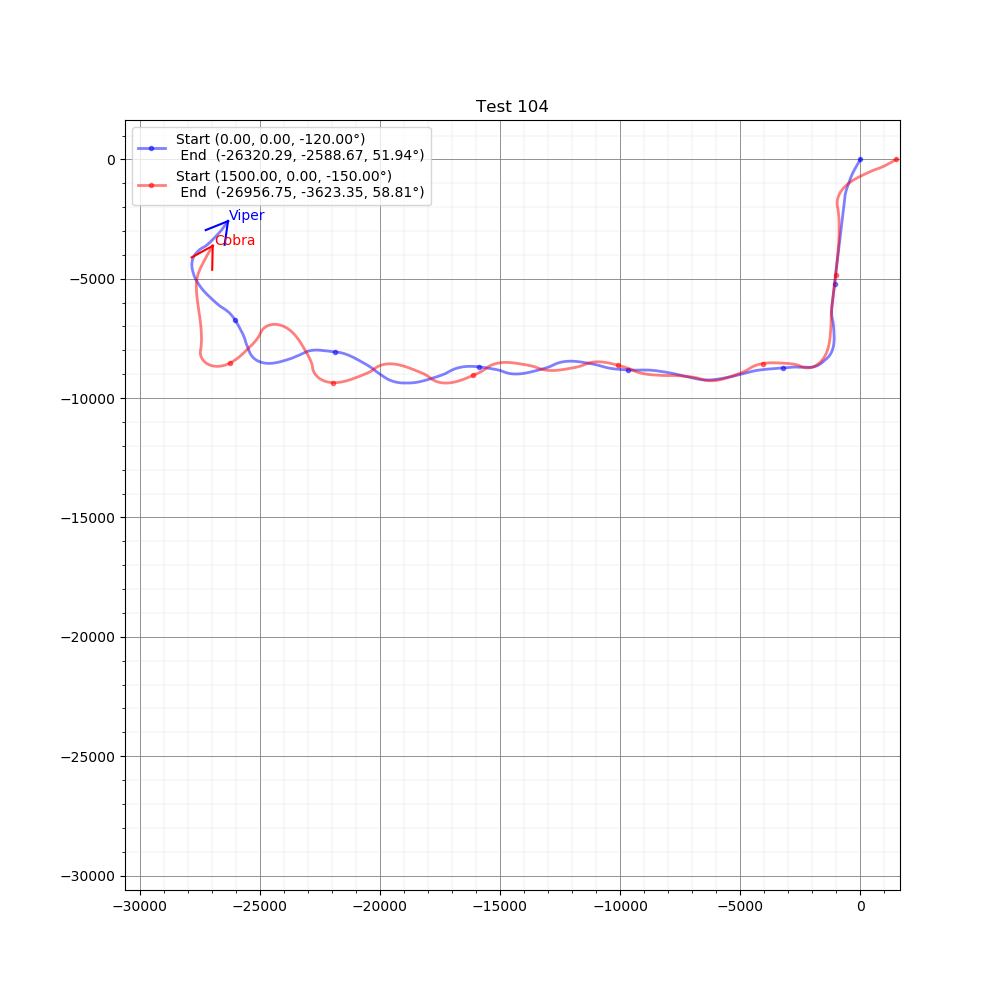 Test 104
Start (0.00, 0.00, -120.00°)
End (-26320.29, -2588.67, 51.94°)
Start (1500.00, 0.00, -150.00°)
End (-26956.75, -3623.35, 58.81°)
Viper
Cobra
0
−5000
−10000
−15000
−20000
−25000
−30000
−30000 −25000 −20000 −15000 −10000 −5000 0